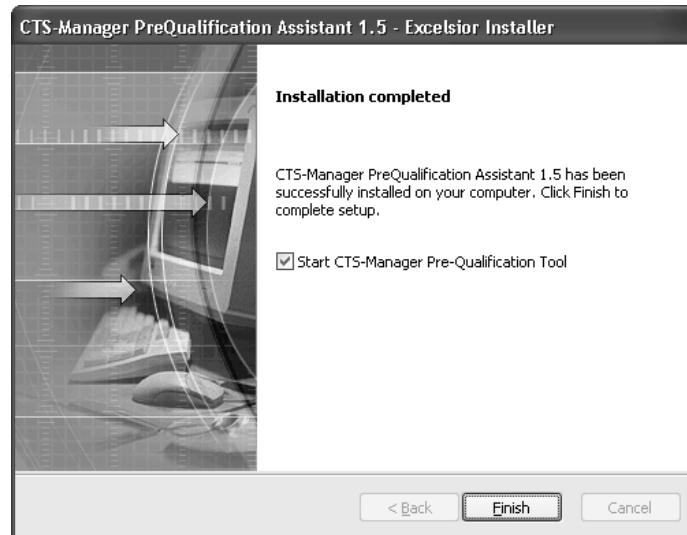 CTS-Manager PreQualification Assistant 1.5 - Excelsior Installer
Installation completed
CTS-Manager PreQualification Assistant 1.5 has been
successfully installed on your computer. Click Finish to
complete setup.
Start CTS-Manager Pre-Qualification Tool
< Back
Finish
Cancel